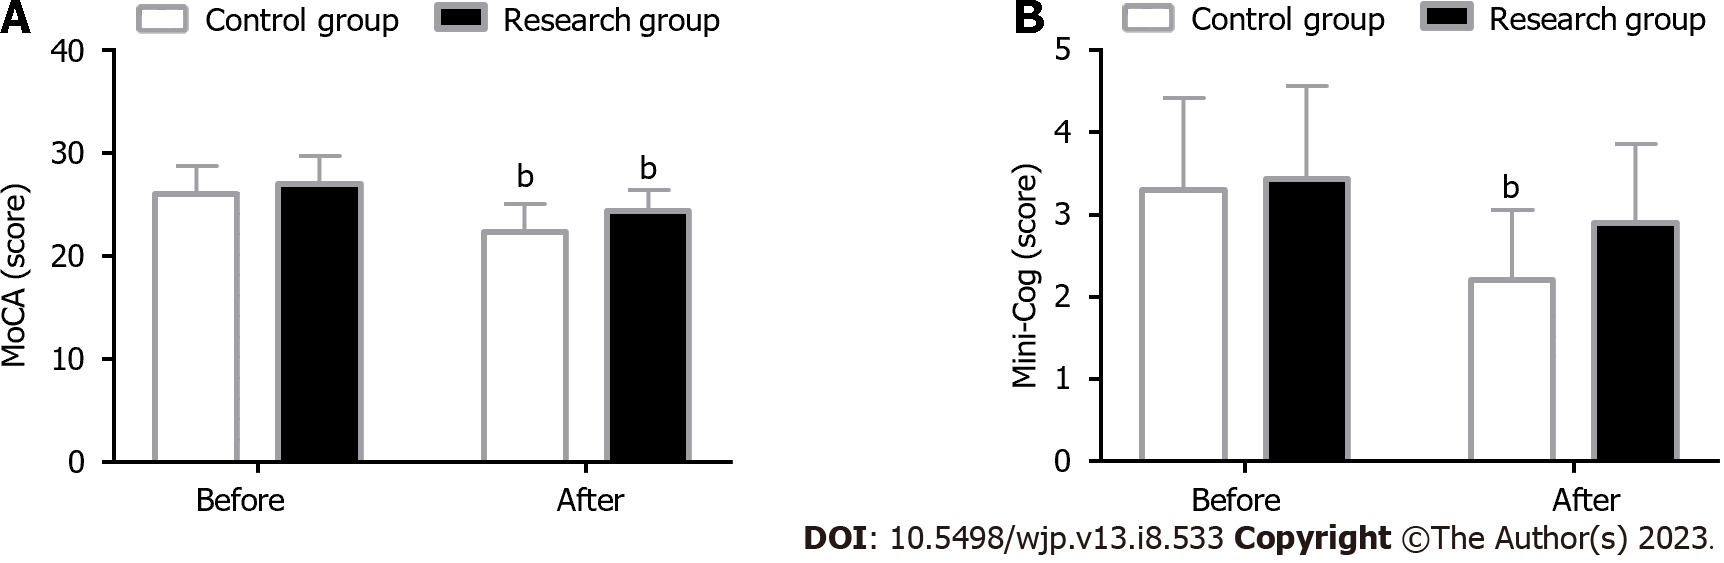 A
Control group Research group
MoCA (score)
40
30
20
10
0
b
b
Before After
B
Control group Research group
Mini-Cog (score)
5
4
3
2
1
0
b
Before After
DOI: 10.5498/wjp.v13.i8.533 Copyright ©The Author(s) 2023.